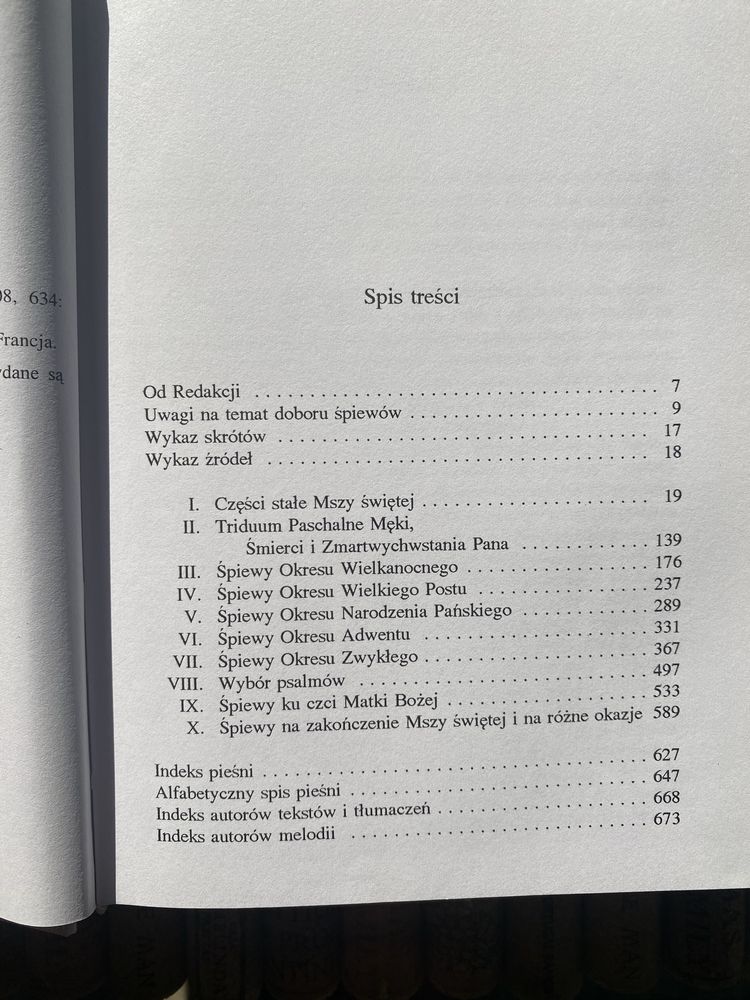 08, 634:
Francja.
dane są
Spis treści
Od Redakcji . . . . . . . . . . . . . . . . . . . . . . . . . . . . . . . . . . . . . . 7
Uwagi na temat doboru śpiewów . . . . . . . . . . . . . . . . . . . . . . . . 9
Wykaz skrótów . . . . . . . . . . . . . . . . . . . . . . . . . . . . . . . . . . . 17
Wykaz źródeł . . . . . . . . . . . . . . . . . . . . . . . . . . . . . . . . . . . . 18
I. Części stałe Mszy świętej . . . . . . . . . . . . . . . . . . . . . . 19
II. Triduum Paschalne Męki,
Śmierci i Zmartwychwstania Pana . . . . . . . . . . . . 139
III. Śpiewy Okresu Wielkanocnego . . . . . . . . . . . . . . . . . 176
IV. Śpiewy Okresu Wielkiego Postu . . . . . . . . . . . . . . . . 237
V. Śpiewy Okresu Narodzenia Pańskiego . . . . . . . . . . . . 289
VI. Śpiewy Okresu Adwentu . . . . . . . . . . . . . . . . . . . . . 331
VII. Śpiewy Okresu Zwykłego . . . . . . . . . . . . . . . . . . . . . 367
VIII. Wybór psalmów . . . . . . . . . . . . . . . . . . . . . . . . . . . 497
IX. Śpiewy ku czci Matki Bożej . . . . . . . . . . . . . . . . . . . 533
X. Śpiewy na zakończenie Mszy świętej i na różne okazje 589
Indeks pieśni . . . . . . . . . . . . . . . . . . . . . . . . . . . . . . . . . . . 627
Alfabetyczny spis pieśni . . . . . . . . . . . . . . . . . . . . . . . . . . . . 647
Indeks autorów tekstów i tłumaczeń . . . . . . . . . . . . . . . . . . . . 668
Indeks autorów melodii . . . . . . . . . . . . . . . . . . . . . . . . . . . . 673